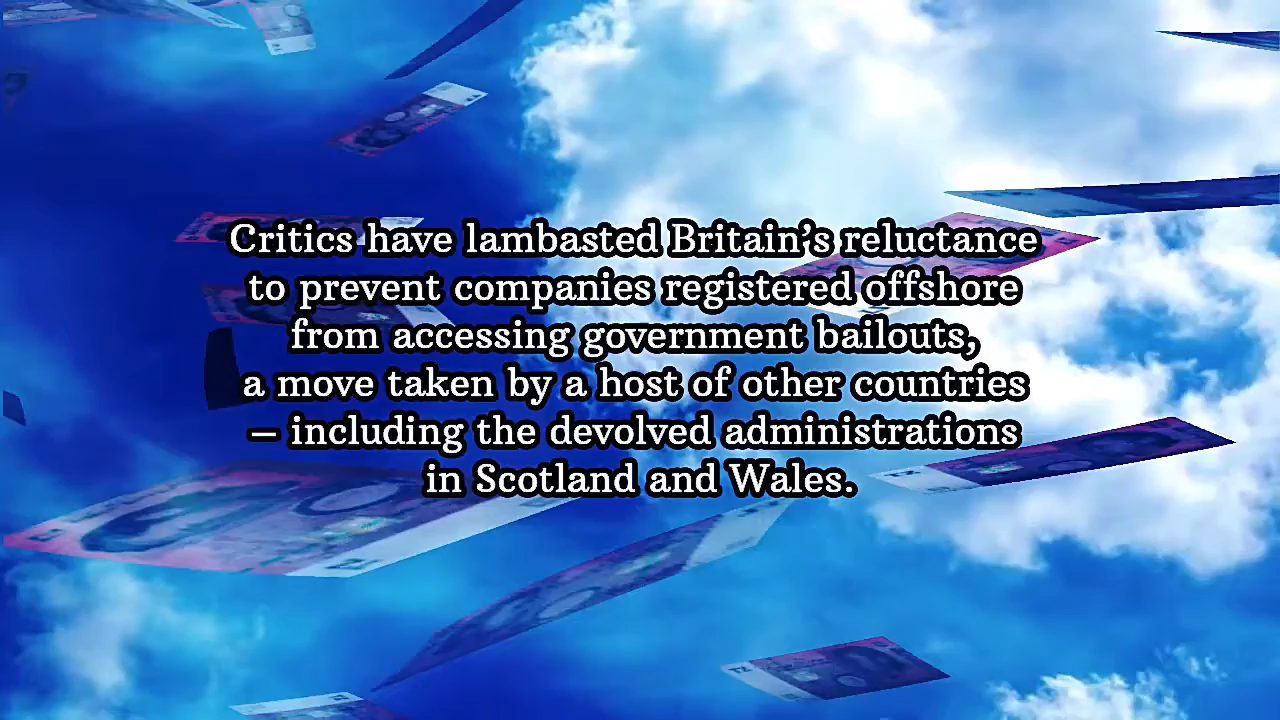 Critics have lambasted Britain’s reluctance
to prevent companies registered offshore
from accessing government bailouts,
a move taken by a host of other countries
– including the devolved administrations
in Scotland and Wales.